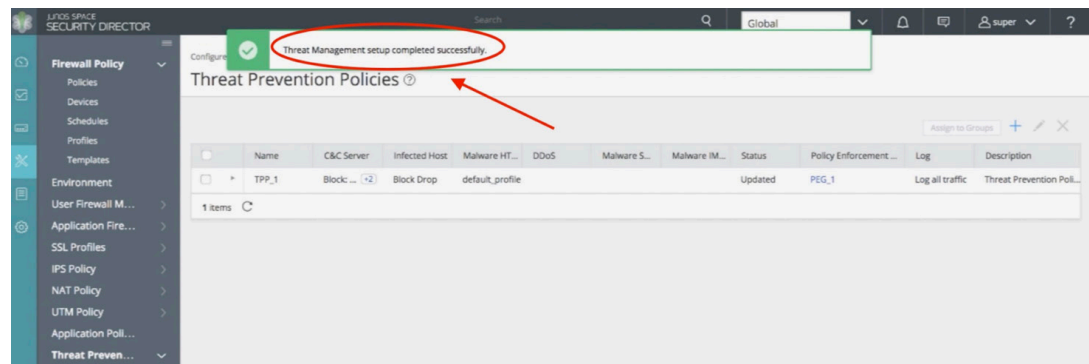 JUNOS SPACE
SECURITY DIRECTOR
Search
Global
super
?
Threat Management setup completed successfully.
Configure
Threat Prevention Policies ?
Firewall Policy
Policies
Devices
Schedules
Profiles
Templates
Environment
User Firewall M...
Application Fire...
SSL Profiles
IPS Policy
NAT Policy
UTM Policy
Application Poli...
Threat Preven...
Assign to Groups
Name C&C Server Infected Host Malware HT... DDoS Malware S... Malware IM... Status Policy Enforcement ... Log Description
TPP_1 Block: ... +2 Block Drop default_profile Updated PEG_1 Log all traffic Threat Prevention Poli...
1 items